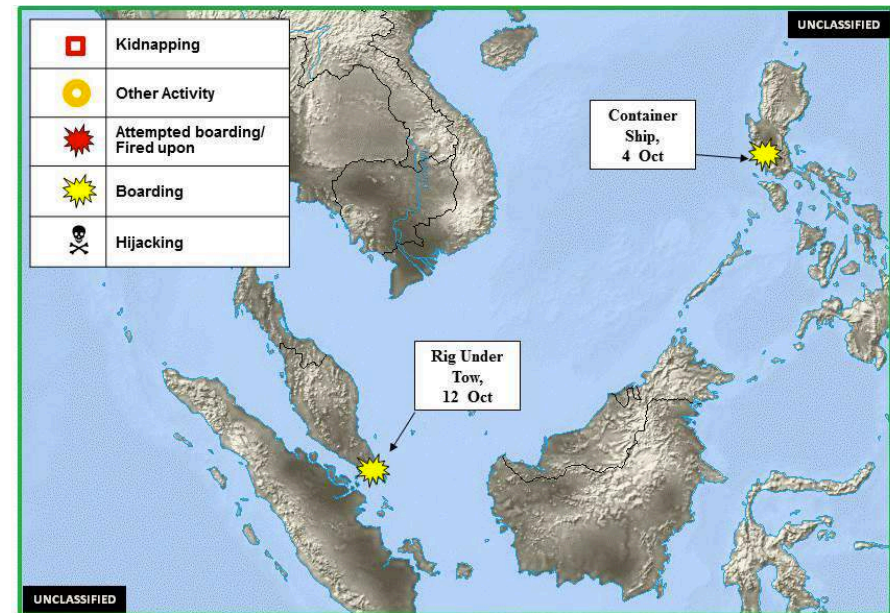 UNCLASSIFIED
Kidnapping
Other Activity
Attempted boarding/
Fired upon
Boarding
Hijacking
Container
Ship,
4 Oct
Rig Under
Tow,
12 Oct
UNCLASSIFIED